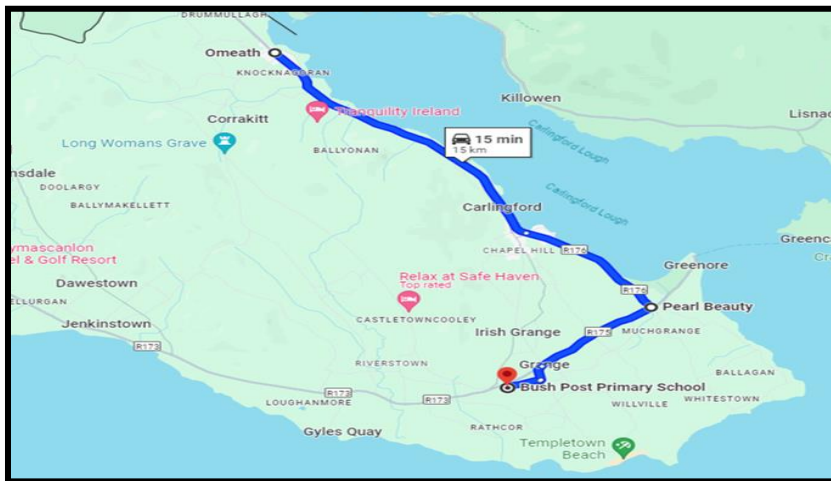 DRUMMULLAGH
Omeath
KNOCKNAGORAN
Killowen
Tranquility Ireland
Corrakitt
Lisnac
Carlingford Lough
Long Womans Grave
15 min
15 km
BALLYONAN
nsdale
DOOLARGY
BALLYMAKELLETT
Carlingford Lough
Carlingford
ymascanlon
el & Golf Resort
CHAPEL HILL
R176
Greenc
Greenore
Relax at Safe Haven
Top rated
Dawestown
R176
ELLURGAN
Pearl Beauty
CASTLETOWNCOOLEY
Jenkinstown
Irish Grange
R175
MUCHGRANGE
R173
RIVERSTOWN
Grange
BALLAGAN
Bush Post Primary School
R173
R173
LOUGHANMORE
WILLVILLE
WHITESTOWN
Gyles Quay
RATHCOR
Templetown
Beach